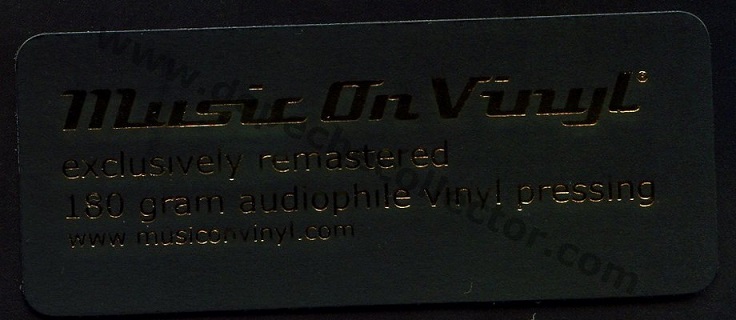 Music On Vinyl®
exclusively remastered
180 gram audiophile vinyl pressing
www musiconvinyl.com